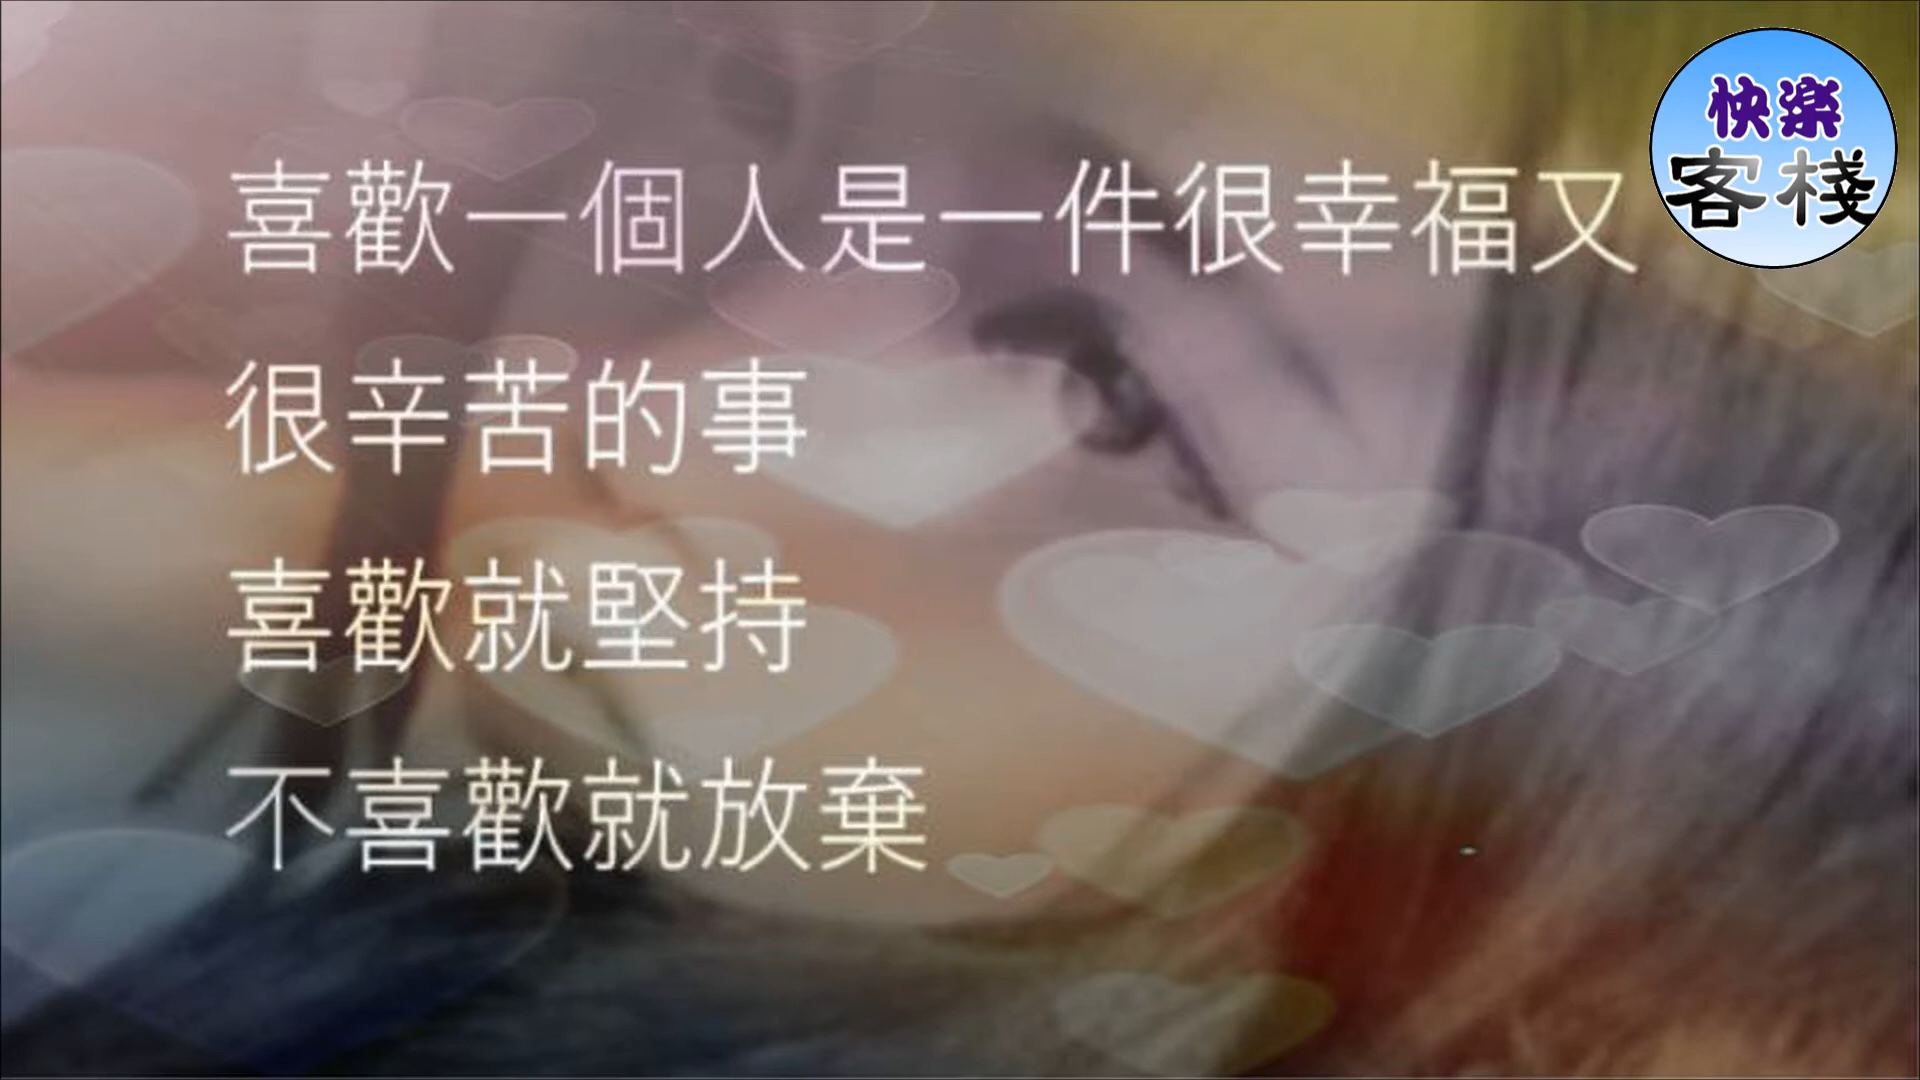 快樂
客棧
喜歡一個人是一件很幸福又
很辛苦的事
喜歡就堅持
不喜歡就放棄